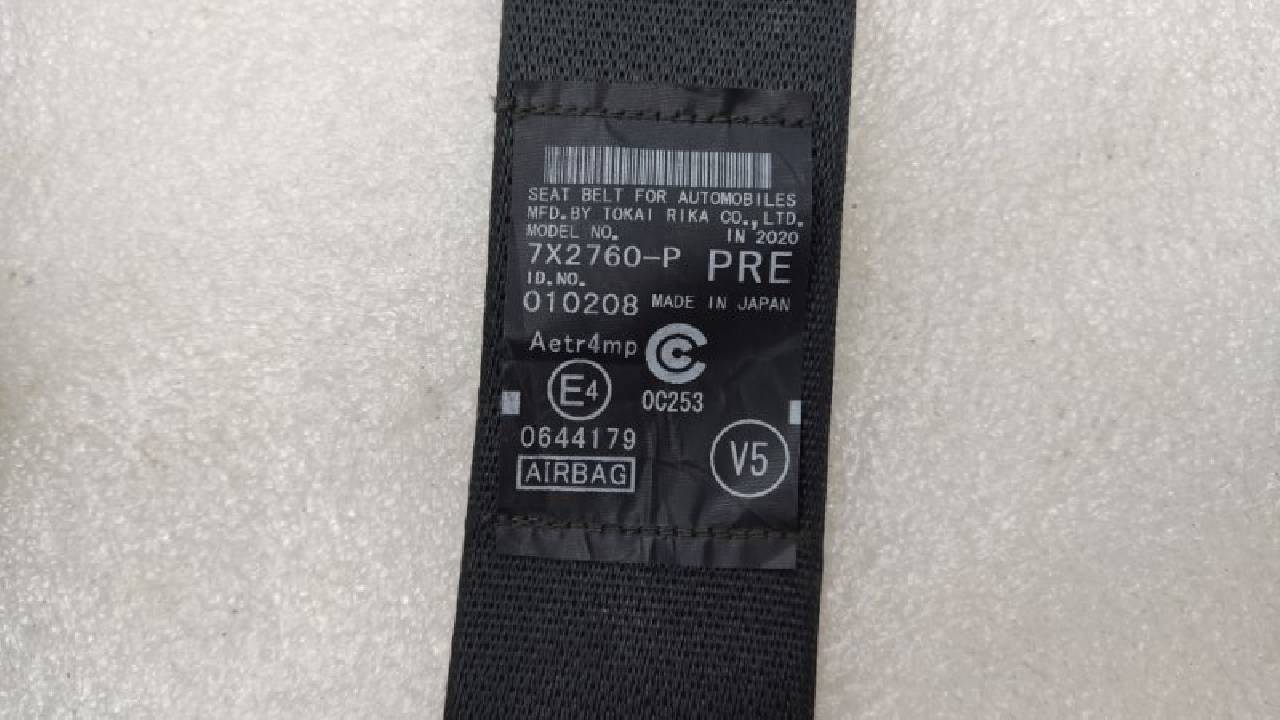 SEAT BELT FOR AUTOMOBILES
MFD.BY TOKAI RIKA CO.,LTD.
MODEL NO. IN 2020
7X2760-P PRE
ID.NO.
010208 MADE IN JAPAN
Aetr4mp
E4 0C253
0644179
AIRBAG V5